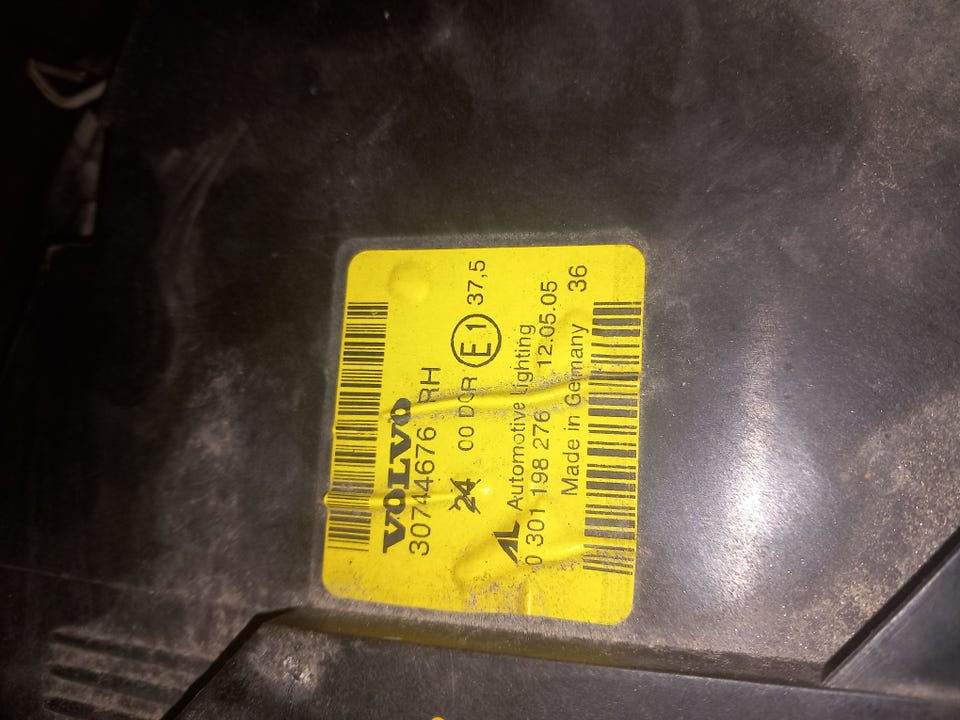 VOLVO
30744676 RH
24 00 DCR E1 37,5
AL Automotive Lighting
0 301 198 276 12.05.05
Made in Germany 36